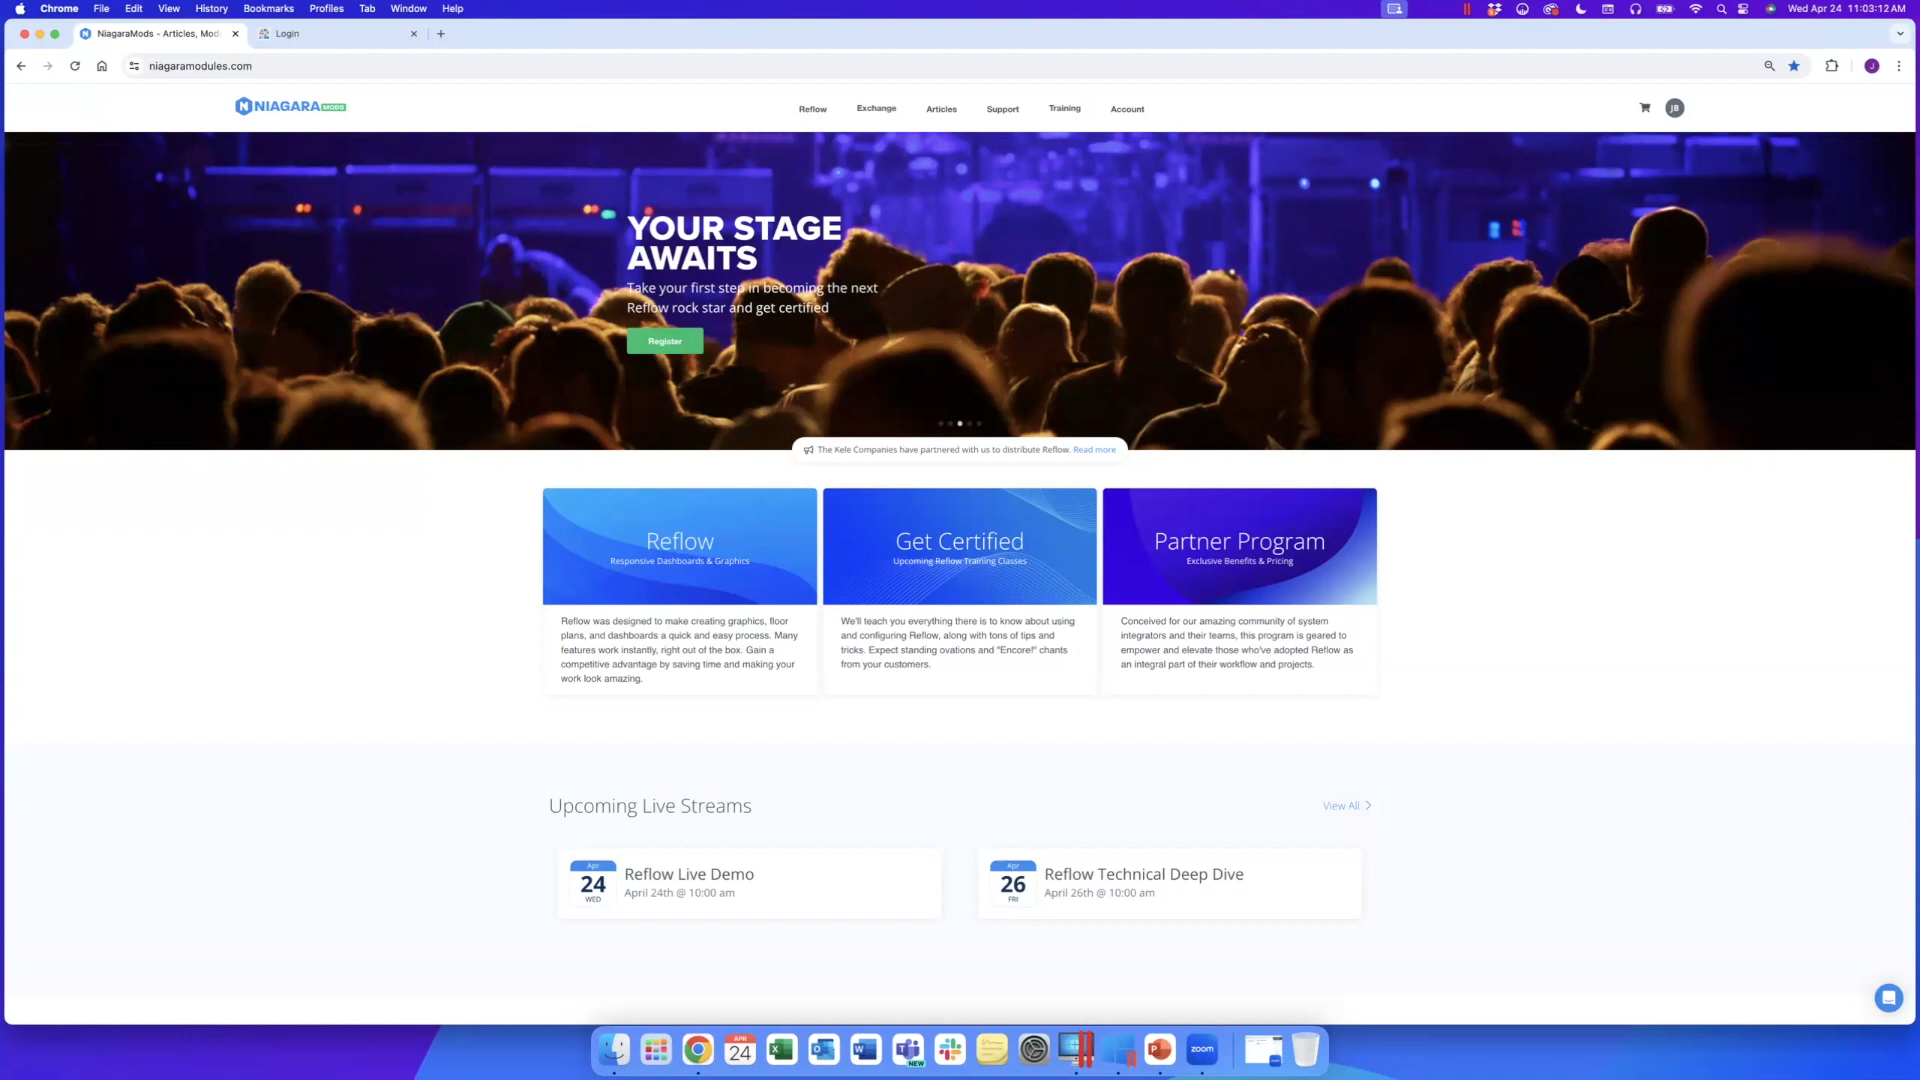 Chrome File Edit View History Bookmarks Profiles Tab Window Help
Wed Apr 24 11:03:12 AM
NiagaraMods - Articles, Mod
Login
niagaramodules.com
J
NIAGARA MODS
Reflow Exchange Articles Support Training Account
JB
YOUR STAGE
AWAITS
Take your first step in becoming the next
Reflow rock star and get certified
Register
The Kele Companies have partnered with us to distribute Reflow. Read more
Reflow
Responsive Dashboards & Graphics
Reflow was designed to make creating graphics, floor
plans, and dashboards a quick and easy process. Many
features work instantly, right out of the box. Gain a
competitive advantage by saving time and making your
work look amazing.
Get Certified
Upcoming Reflow Training Classes
We'll teach you everything there is to know about using
and configuring Reflow, along with tons of tips and
tricks. Expect standing ovations and "Encore!" chants
from your customers.
Partner Program
Exclusive Benefits & Pricing
Conceived for our amazing community of system
integrators and their teams, this program is geared to
empower and elevate those who've adopted Reflow as
an integral part of their workflow and projects.
Upcoming Live Streams
View All
Apr
24
WED
Reflow Live Demo
April 24th @ 10:00 am
Apr
26
FRI
Reflow Technical Deep Dive
April 26th @ 10:00 am
APR
24
NEW
zoom